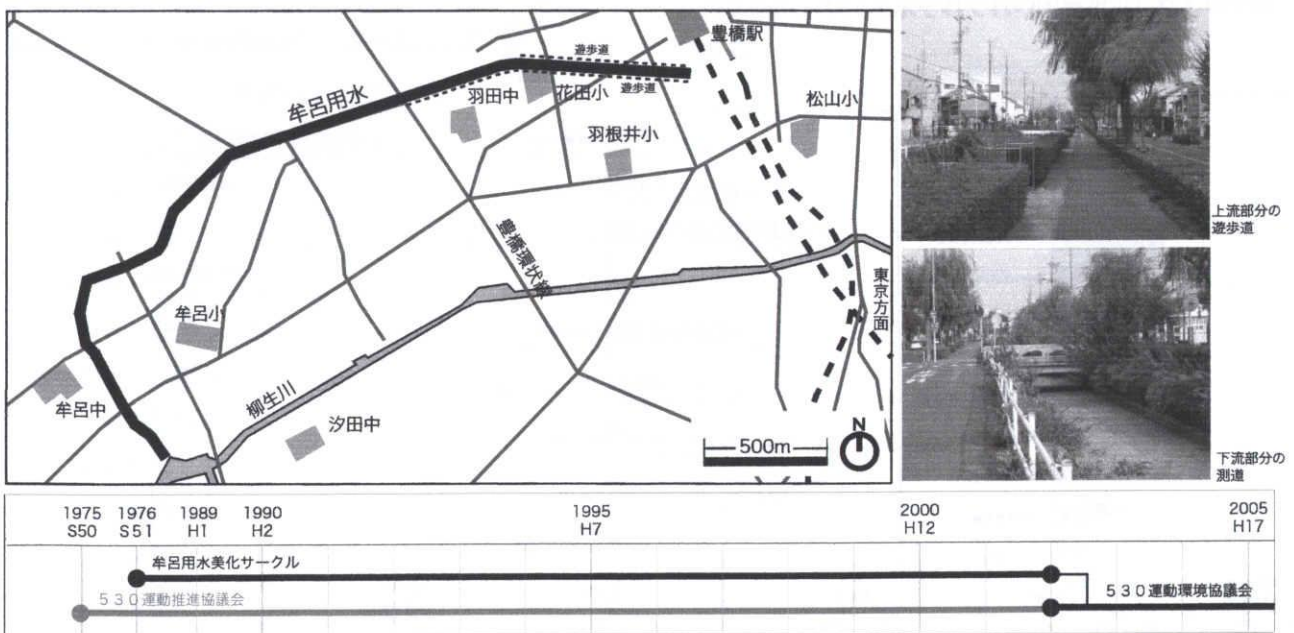 豊橋駅
遊歩道
牟呂用水
羽田中
花田小
遊歩道
松山小
羽根井小
上流部分の
遊歩道
豊橋環状線
東京方面
牟呂小
牟呂中
柳生川
汐田中
N
500m
下流部分の
測道
1975
S50
1976
S51
1989
H1
1990
H2
1995
H7
2000
H12
2005
H17
牟呂用水美化サークル
530運動推進協議会
530運動環境協議会